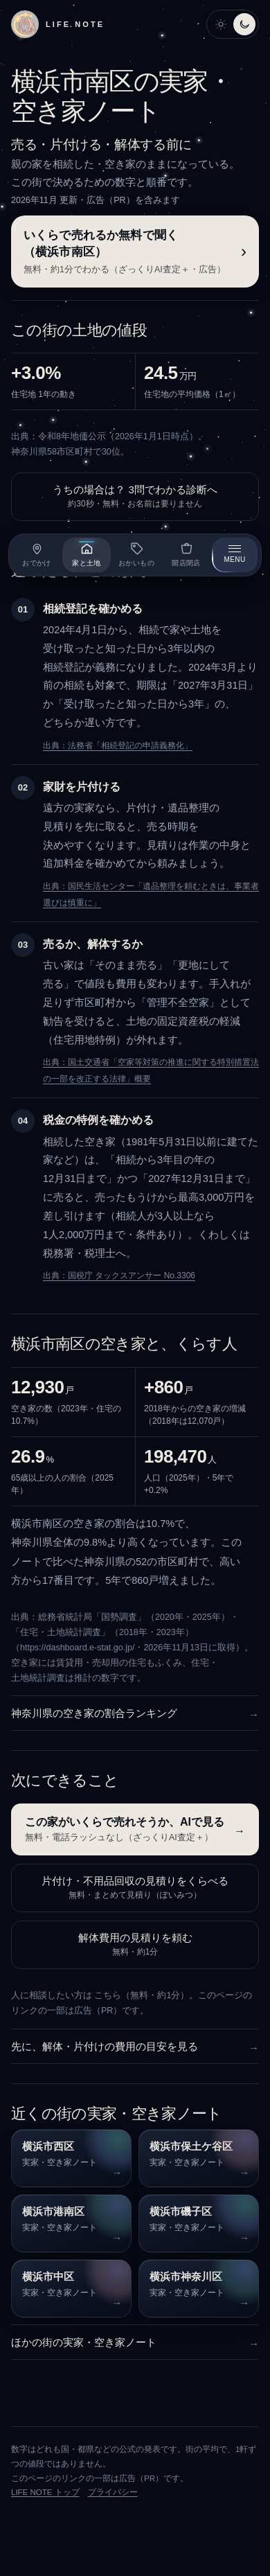 LIFE.NOTE
横浜市南区の実家・
空き家ノート
売る・片付ける・解体する前に
親の家を相続した・空き家のままになっている。
この街で決めるための数字と順番です。
2026年11月 更新・広告（PR）を含みます
いくらで売れるか無料で聞く
（横浜市南区）
無料・約1分でわかる（ざっくりAI査定＋・広告）
この街の土地の値段
+3.0%
住宅地 1年の動き
24.5 万円
住宅地の平均価格（1㎡）
出典：令和8年地価公示（2026年1月1日時点）。
神奈川県58市区町村で30位。
うちの場合は？ 3問でわかる診断へ
約30秒・無料・お名前は要りません
おでかけ
家と土地
おかいもの
開店閉店
MENU
01
相続登記を確かめる
2024年4月1日から、相続で家や土地を
受け取ったと知った日から3年以内の
相続登記が義務になりました。2024年3月より
前の相続も対象で、期限は「2027年3月31日」
か「受け取ったと知った日から3年」の、
どちらか遅い方です。
出典：法務省「相続登記の申請義務化」
02
家財を片付ける
遠方の実家なら、片付け・遺品整理の
見積りを先に取ると、売る時期を
決めやすくなります。見積りは作業の中身と
追加料金を確かめてから頼みましょう。
出典：国民生活センター「遺品整理を頼むときは、事業者
選びは慎重に」
03
売るか、解体するか
古い家は「そのまま売る」「更地にして
売る」で値段も費用も変わります。手入れが
足りず市区町村から「管理不全空家」として
勧告を受けると、土地の固定資産税の軽減
（住宅用地特例）が外れます。
出典：国土交通省「空家等対策の推進に関する特別措置法
の一部を改正する法律」概要
04
税金の特例を確かめる
相続した空き家（1981年5月31日以前に建てた
家など）は、「相続から3年目の年の
12月31日まで」かつ「2027年12月31日まで」
に売ると、売ったもうけから最高3,000万円を
差し引けます（相続人が3人以上なら
1人2,000万円まで・条件あり）。くわしくは
税務署・税理士へ。
出典：国税庁 タックスアンサー No.3306
横浜市南区の空き家と、くらす人
12,930 戸
空き家の数（2023年・住宅の
10.7%）
+860 戸
2018年からの空き家の増減
（2018年は12,070戸）
26.9 %
65歳以上の人の割合（2025
年）
198,470 人
人口（2025年）・5年で
+0.2%
横浜市南区の空き家の割合は10.7%で、
神奈川県全体の9.8%より高くなっています。この
ノートで比べた神奈川県の52の市区町村で、高い
方から17番目です。5年で860戸増えました。
出典：総務省統計局「国勢調査」（2020年・2025年）・
「住宅・土地統計調査」（2018年・2023年）
（https://dashboard.e-stat.go.jp/・2026年11月13日に取得）。
空き家には賃貸用・売却用の住宅もふくみ、住宅・
土地統計調査は推計の数字です。
神奈川県の空き家の割合ランキング
→
次にできること
この家がいくらで売れそうか、AIで見る
無料・電話ラッシュなし（ざっくりAI査定＋）
→
片付け・不用品回収の見積りをくらべる
無料・まとめて見積り（ぽいみつ）
解体費用の見積りを頼む
無料・約1分
人に相談したい方は こちら（無料・約1分）。このページの
リンクの一部は広告（PR）です。
先に、解体・片付けの費用の目安を見る
→
近くの街の実家・空き家ノート
横浜市西区
実家・空き家ノート
→
横浜市保土ケ谷区
実家・空き家ノート
→
横浜市港南区
実家・空き家ノート
→
横浜市磯子区
実家・空き家ノート
→
横浜市中区
実家・空き家ノート
→
横浜市神奈川区
実家・空き家ノート
→
ほかの街の実家・空き家ノート
→
数字はどれも国・都県などの公式の発表です。街の平均で、1軒ず
つの値段ではありません。
このページのリンクの一部は広告（PR）です。
LIFE NOTE トップ プライバシー